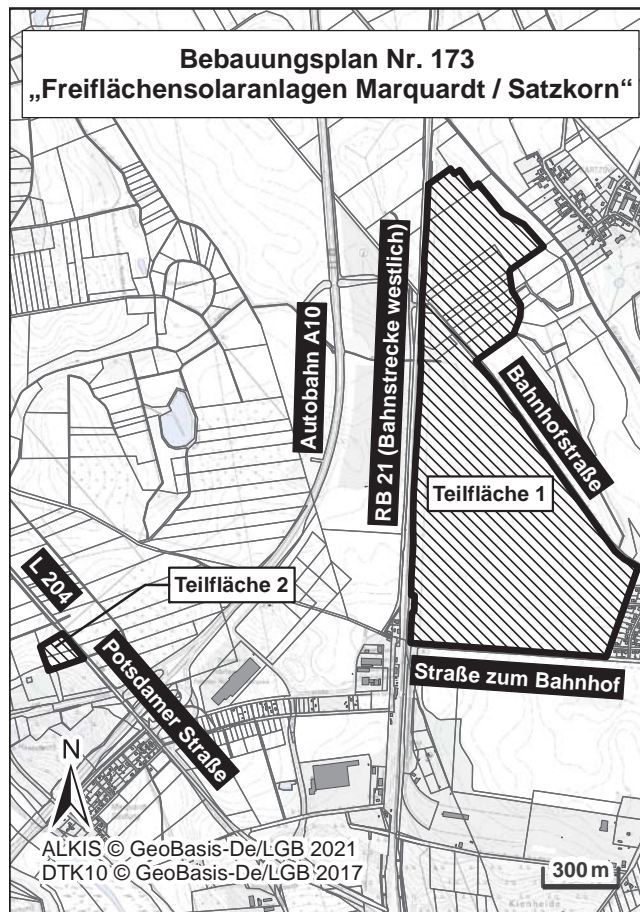 Bebauungsplan Nr. 173
„Freiflächensolaranlagen Marquardt / Satzkorn“
Autobahn A10
RB 21 (Bahnstrecke westlich)
Bahnhofstraße
Teilfläche 1
L 204
Teilfläche 2
Potsdamer Straße
Straße zum Bahnhof
N
ALKIS © GeoBasis-De/LGB 2021
DTK10 © GeoBasis-De/LGB 2017
300 m
Kienheide